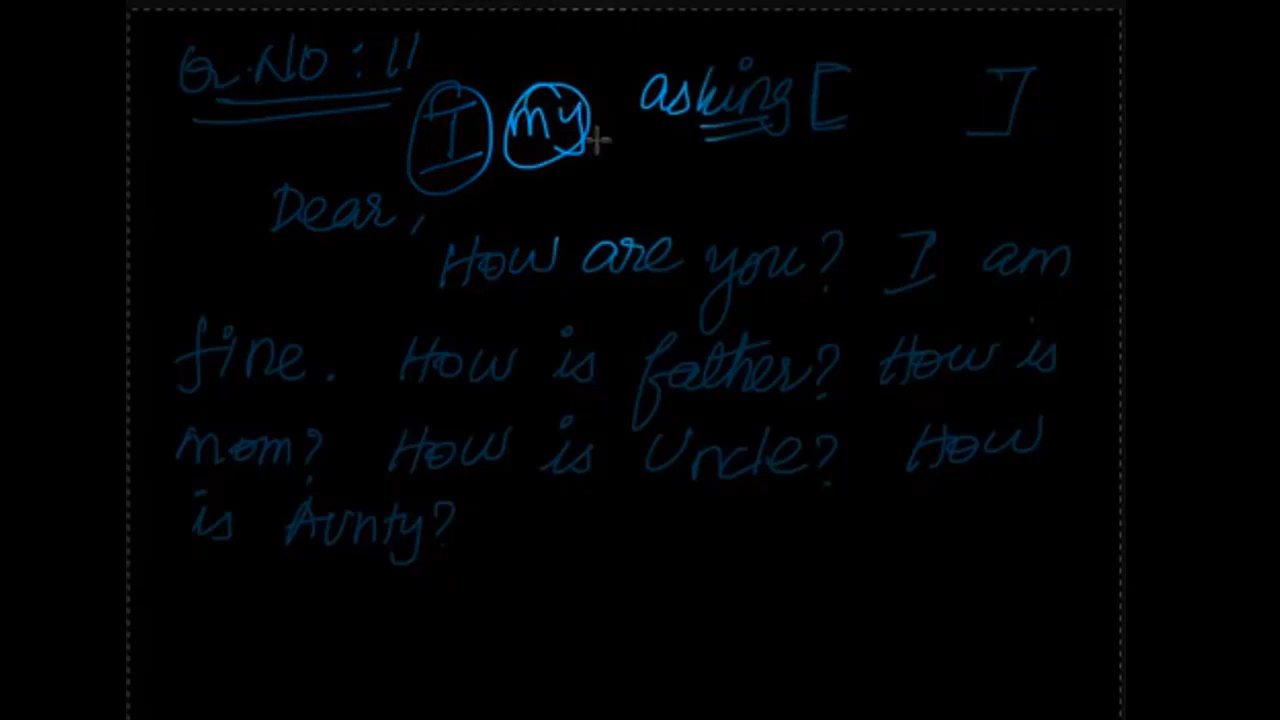 Q.NO : 11
I my asking [ ]
Dear,
How are you? I am
fine. How is father? How is
mom? How is Uncle? How
is Aunty?